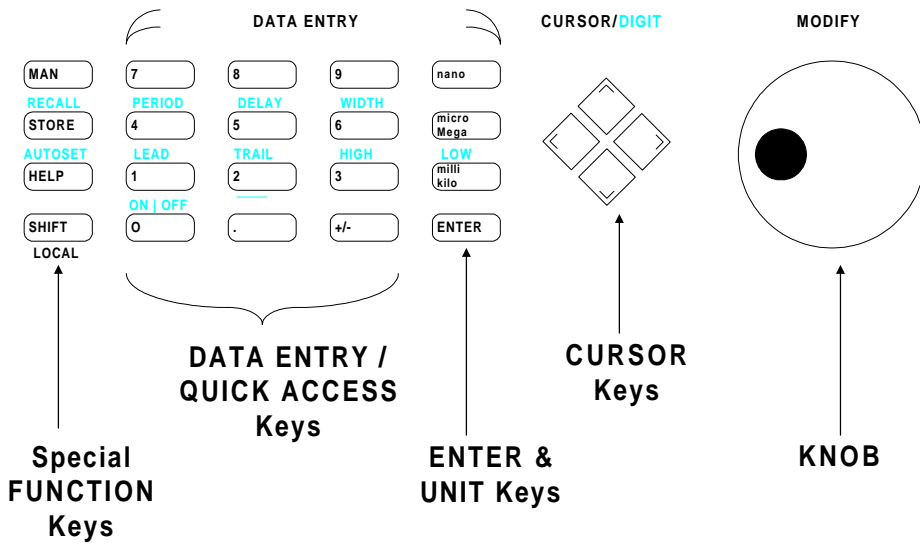 DATA ENTRY CURSOR/DIGIT MODIFY
MAN 7 8 9 nano
RECALL PERIOD DELAY WIDTH
STORE 4 5 6 micro
Mega
AUTOSET LEAD TRAIL HIGH LOW
HELP 1 2 3 milli
kilo
ON | OFF
SHIFT O . +/- ENTER
LOCAL
DATA ENTRY /
QUICK ACCESS
Keys
CURSOR
Keys
Special
FUNCTION
Keys
ENTER &
UNIT Keys
KNOB